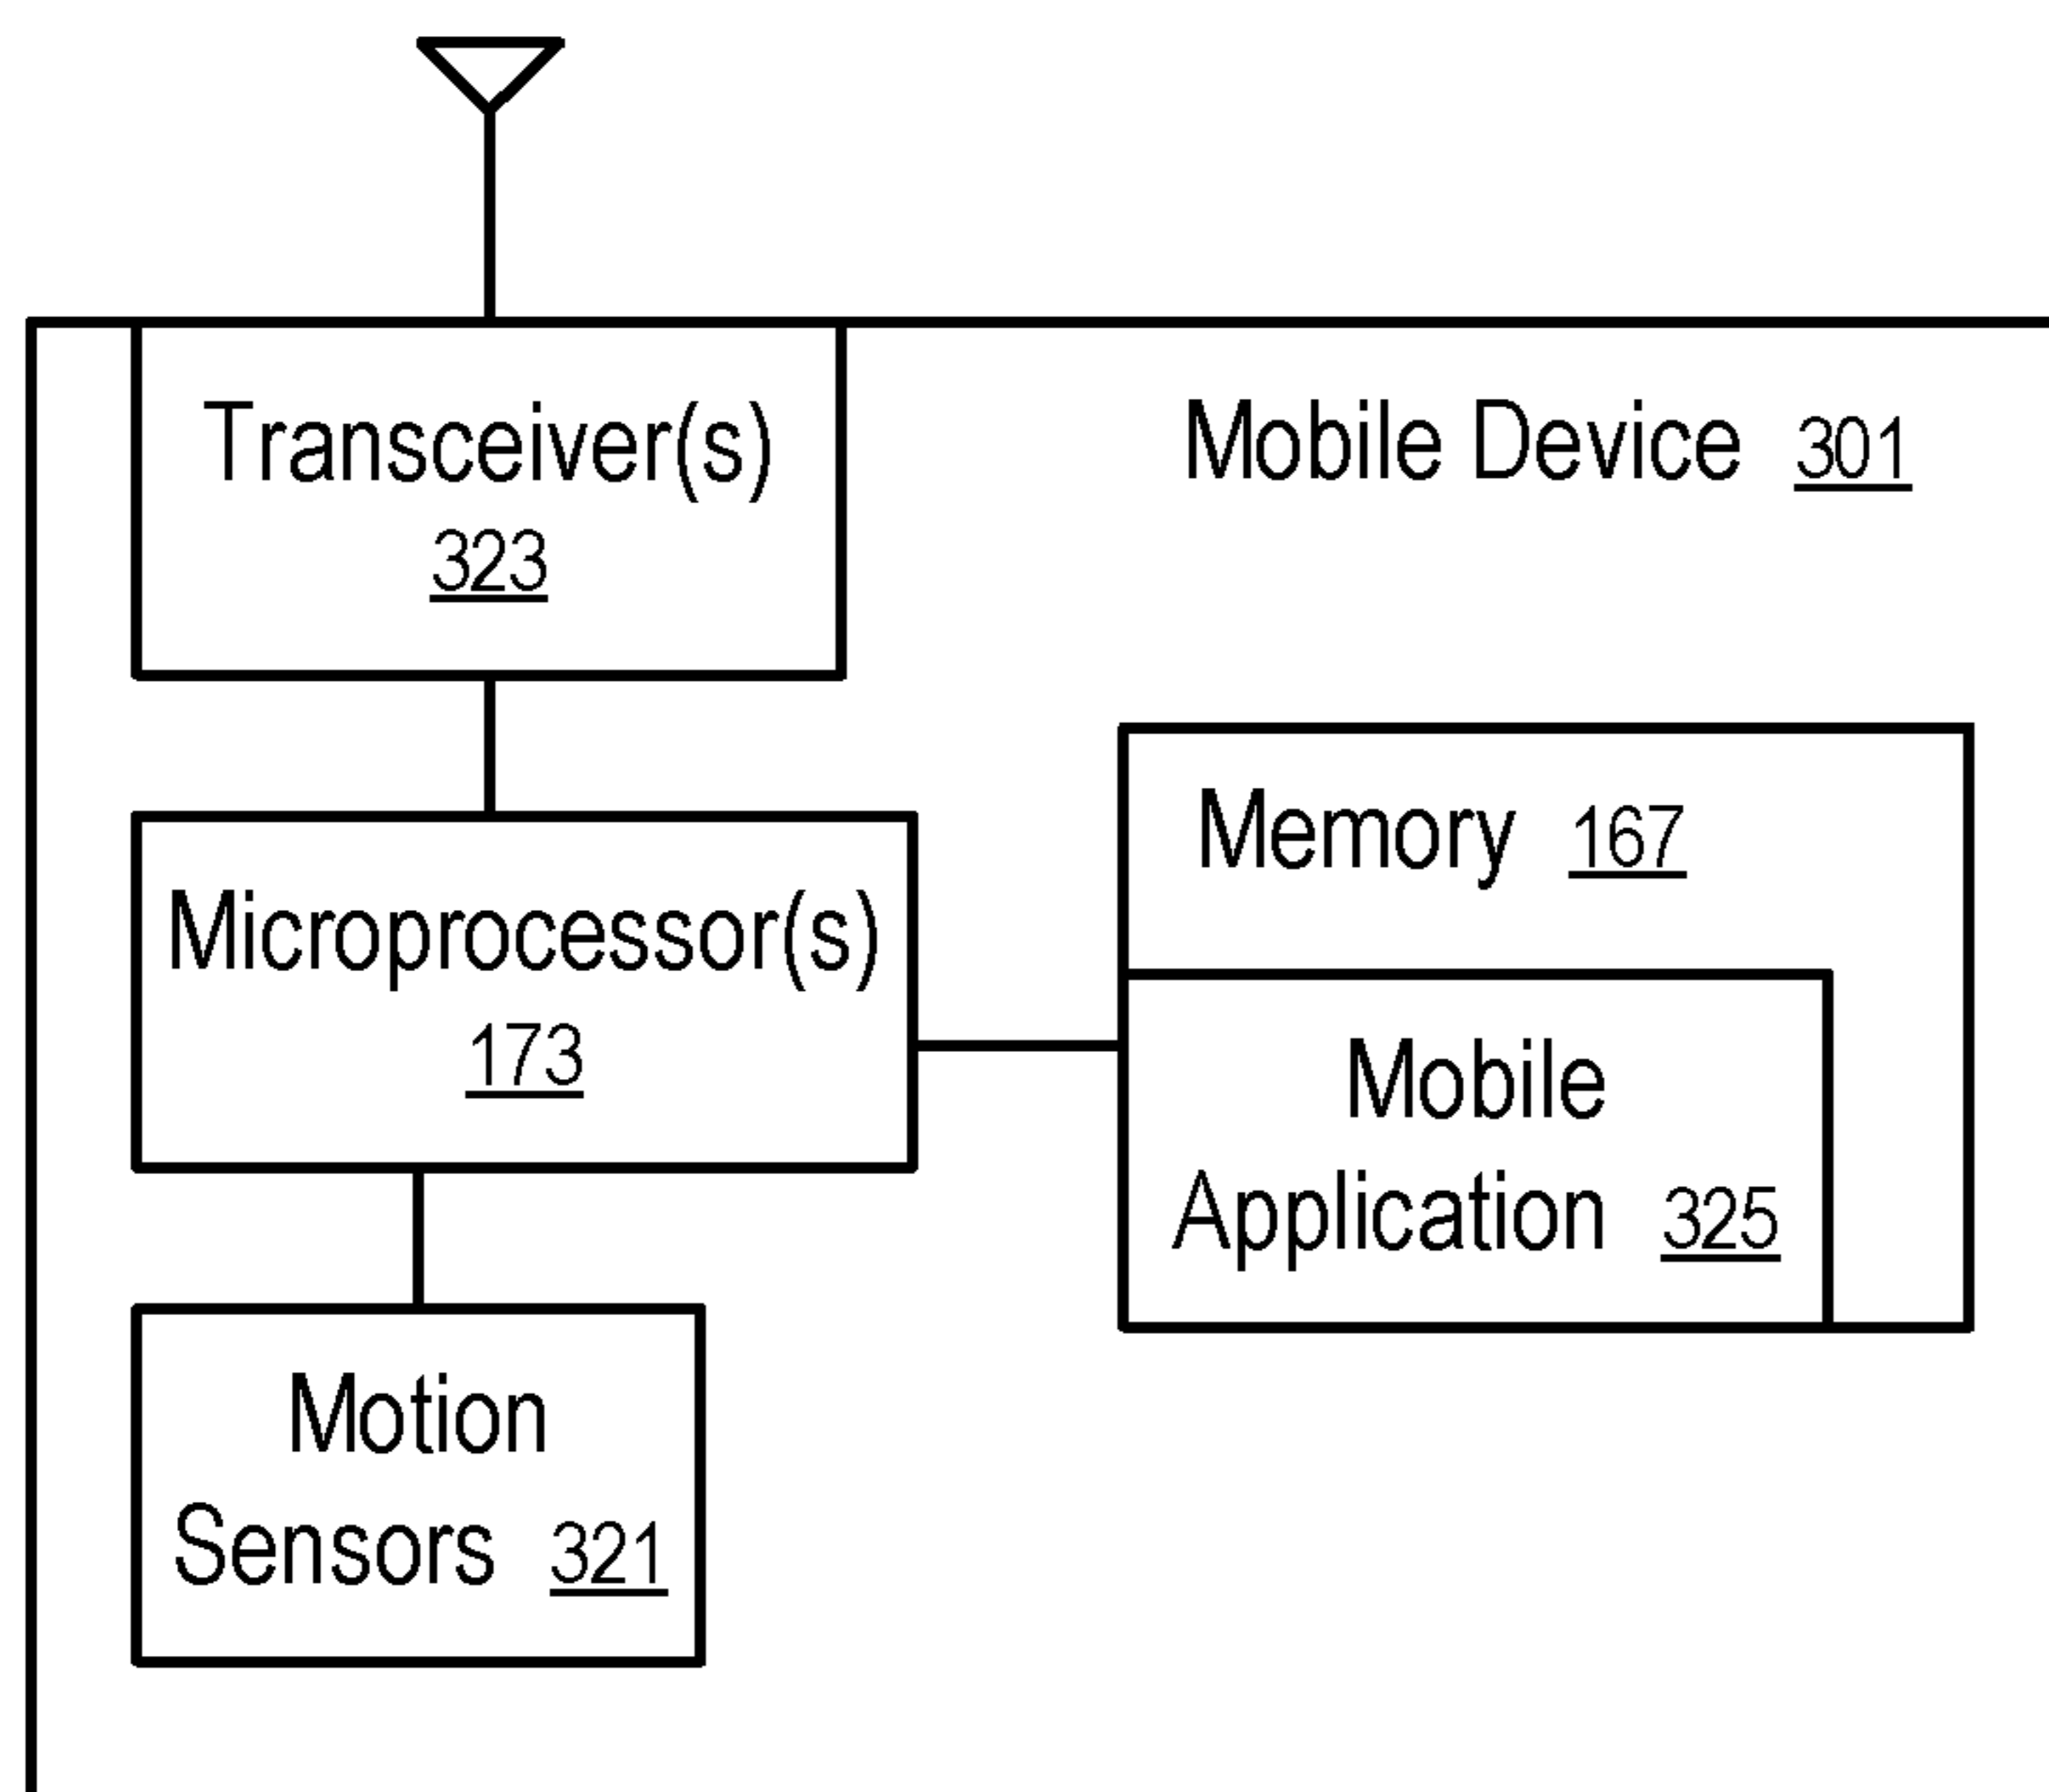 Transceiver(s)
323
Mobile Device 301
Memory 167
Microprocessor(s)
173
Mobile
Application 325
Motion
Sensors 321